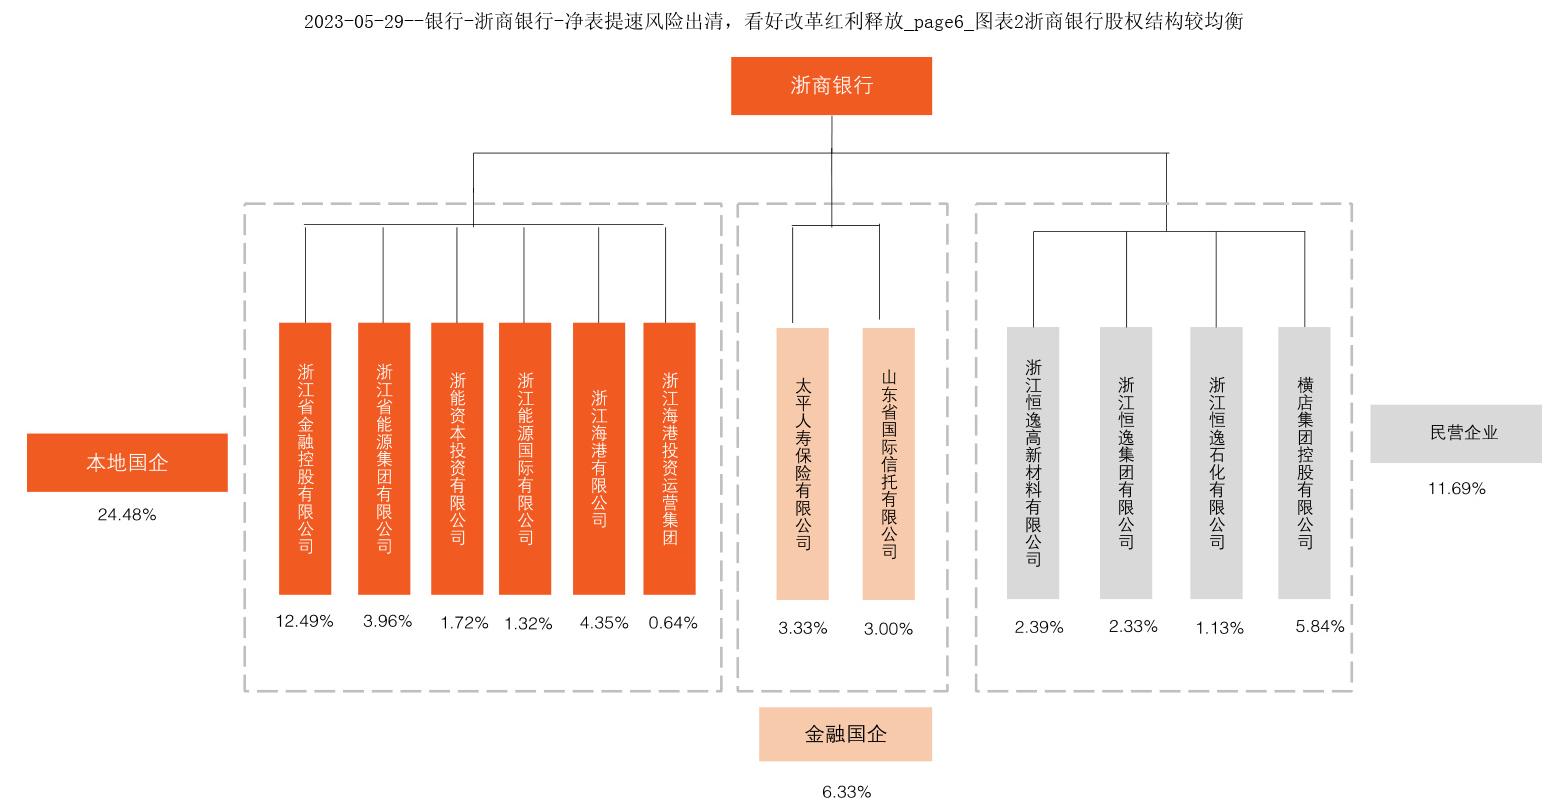 2023-05-29--银行-浙商银行-净表提速风险出清，看好改革红利释放_page6_图表2浙商银行股权结构较均衡
浙商银行
本地国企
24.48%
浙江省金融控股有限公司
浙江省能源集团有限公司
浙能资本投资有限公司
浙江能源国际有限公司
浙江海港有限公司
浙江海港投资运营集团
12.49%
3.96%
1.72%
1.32%
4.35%
0.64%
太平人寿保险有限公司
山东省国际信托有限公司
3.33%
3.00%
浙江恒逸高新材料有限公司
浙江恒逸集团有限公司
浙江恒逸石化有限公司
横店集团控股有限公司
2.39%
2.33%
1.13%
5.84%
民营企业
11.69%
金融国企
6.33%